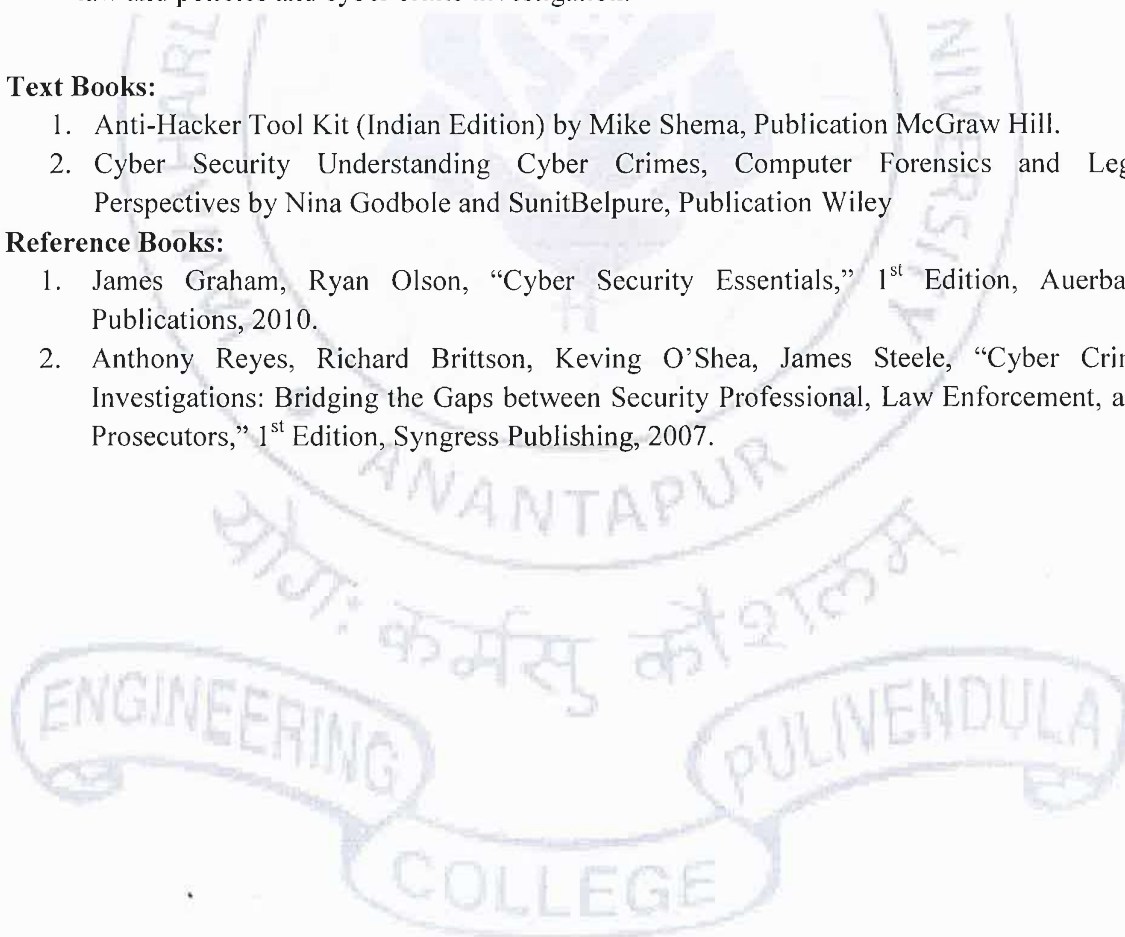 Text Books:
1. Anti-Hacker Tool Kit (Indian Edition) by Mike Shema, Publication McGraw Hill.
2. Cyber Security Understanding Cyber Crimes, Computer Forensics and Leg
Perspectives by Nina Godbole and SunitBelpure, Publication Wiley
Reference Books:
1. James Graham, Ryan Olson, “Cyber Security Essentials,” 1st Edition, Auerba
Publications, 2010.
2. Anthony Reyes, Richard Brittson, Keving O’Shea, James Steele, “Cyber Crin
Investigations: Bridging the Gaps between Security Professional, Law Enforcement, a
Prosecutors,” 1st Edition, Syngress Publishing, 2007.
ANANTAPUR
योगः कर्मसु कौशलम्
ENGINEERING
COLLEGE
PULIVENDULA